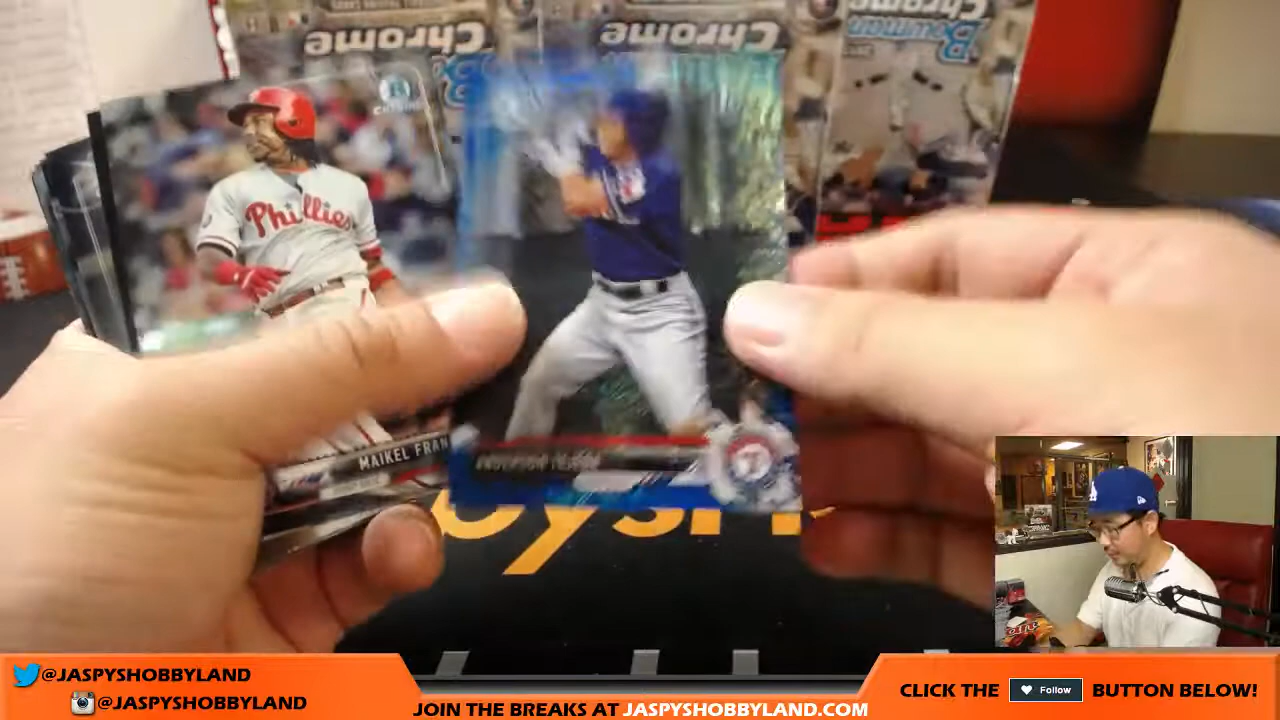 Chrome
Chrome
Chrome
Bowman
CHROME
Phillies
MAIKEL FRAN
@JASPYSHOBBYLAND
@JASPYSHOBBYLAND
JOIN THE BREAKS AT JASPYSHOBBYLAND.COM
CLICK THE Follow BUTTON BELOW!